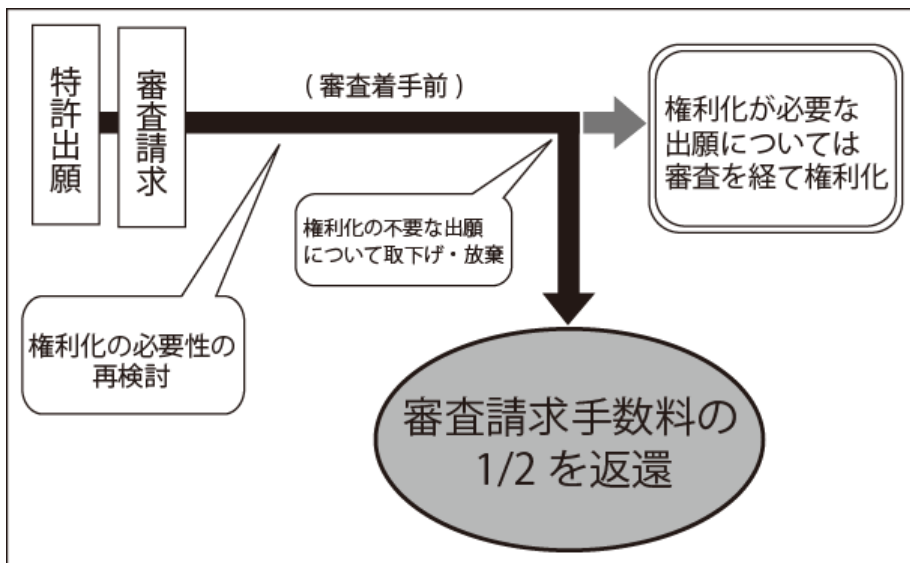 特許出願
審査請求
(審査着手前)
権利化が必要な
出願については
審査を経て権利化
権利化の不要な出願
について取下げ・放棄
権利化の必要性の
再検討
審査請求手数料の
1/2 を返還